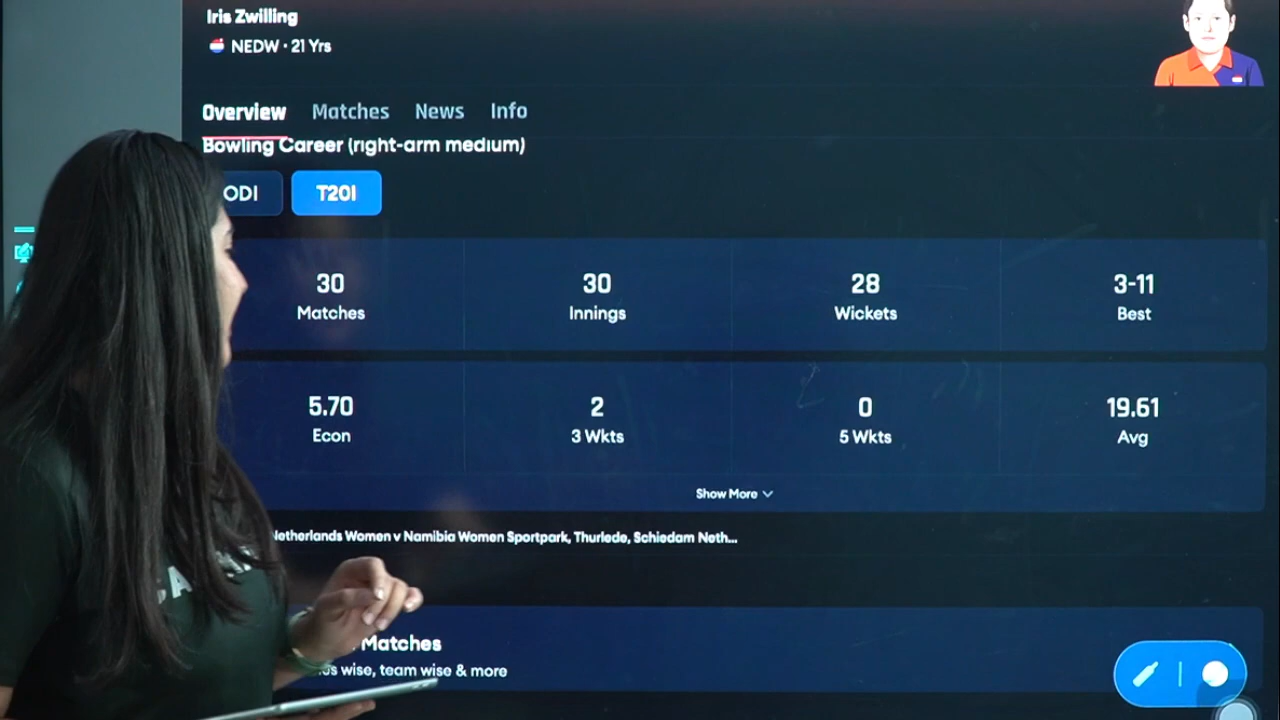 Iris Zwilling
NEDW · 21 Yrs
Overview Matches News Info
Bowling Career (right-arm medium)
ODI T20I
30 30 28 3-11
Matches Innings Wickets Best
5.70 2 0 19.61
Econ 3 Wkts 5 Wkts Avg
Show More
Netherlands Women v Namibia Women Sportpark, Thurlede, Schiedam Neth...
Matches
wise, team wise & more